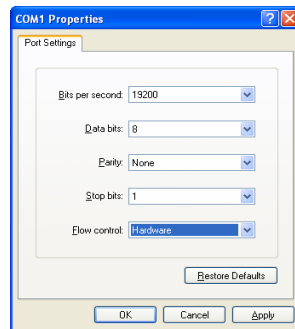 COM1 Properties
Port Settings
Bits per second: 19200
Data bits: 8
Parity: None
Stop bits: 1
Flow control: Hardware
Restore Defaults
OK Cancel Apply